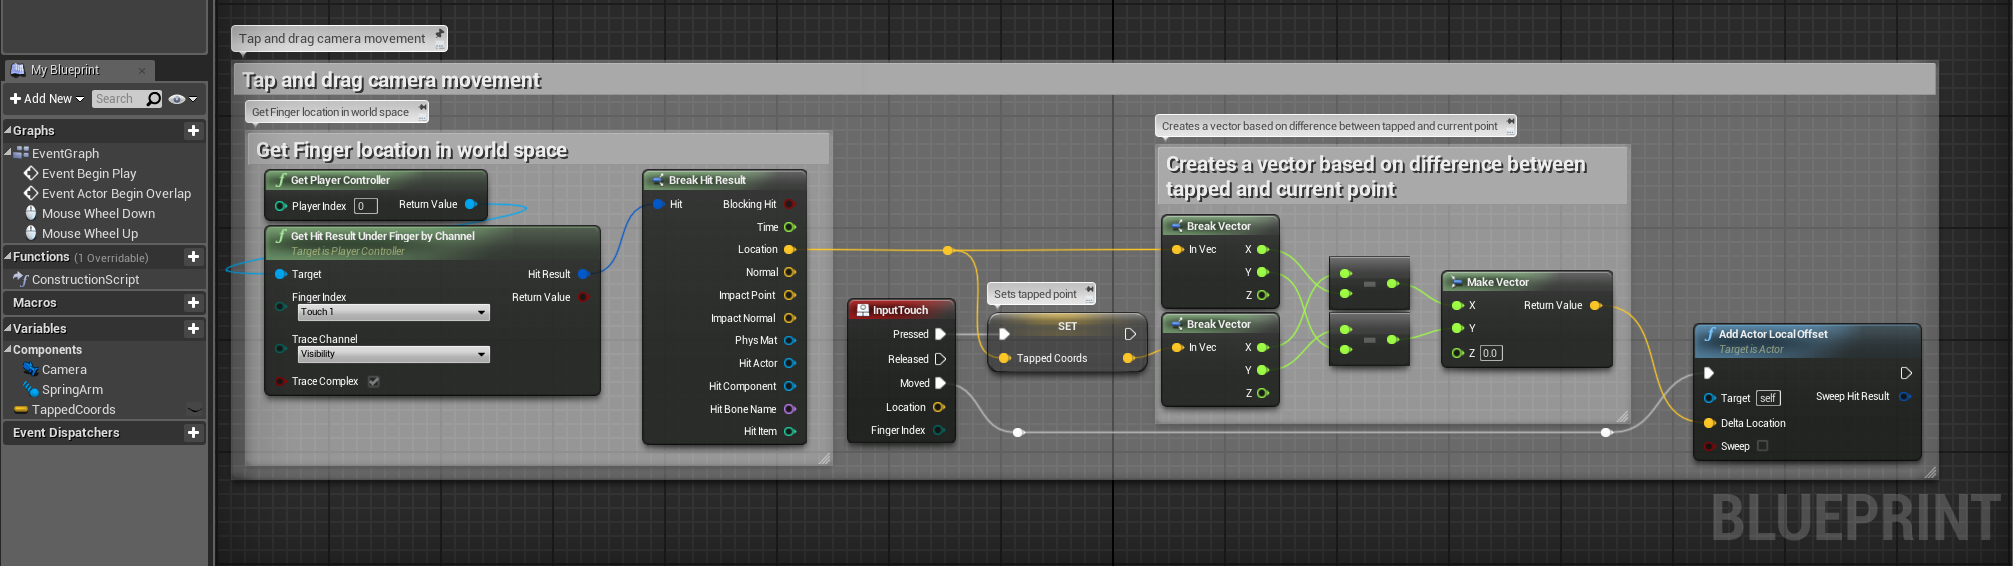 My Blueprint
Add New
Search
Graphs
EventGraph
Event Begin Play
Event Actor Begin Overlap
Mouse Wheel Down
Mouse Wheel Up
Functions (1 Overridable)
ConstructionScript
Macros
Variables
Components
Camera
SpringArm
TappedCoords
Event Dispatchers
Tap and drag camera movement
Tap and drag camera movement
Get Finger location in world space
Get Finger location in world space
Get Player Controller
Player Index 0 Return Value
Get Hit Result Under Finger by Channel
Target is Player Controller
Target Hit Result
Finger Index Return Value
Touch 1
Trace Channel
Visibility
Trace Complex
Break Hit Result
Hit Blocking Hit
Time
Location
Normal
Impact Point
Impact Normal
Phys Mat
Hit Actor
Hit Component
Hit Bone Name
Hit Item
InputTouch
Pressed
Released
Moved
Location
Finger Index
Sets tapped point
SET
Tapped Coords
Creates a vector based on difference between tapped and current point
Creates a vector based on difference between
tapped and current point
Break Vector
In Vec X
Y
Z
Break Vector
In Vec X
Y
Z
Make Vector
X Return Value
Y
Z 0.0
Add Actor Local Offset
Target is Actor
Target self Sweep Hit Result
Delta Location
Sweep
BLUEPRINT